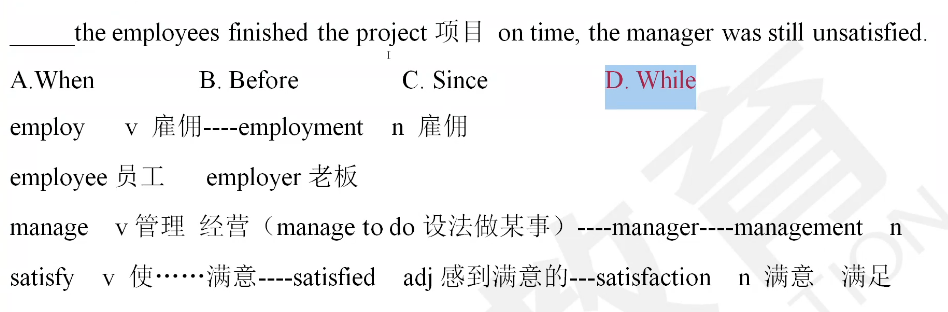 _____the employees finished the project 项目 on time, the manager was still unsatisfied.
A.When B. Before C. Since D. While
employ v 雇佣----employment n 雇佣
employee 员工 employer 老板
manage v 管理 经营（manage to do 设法做某事）----manager----management n
satisfy v 使……满意----satisfied adj 感到满意的---satisfaction n 满意 满足
教育
TION